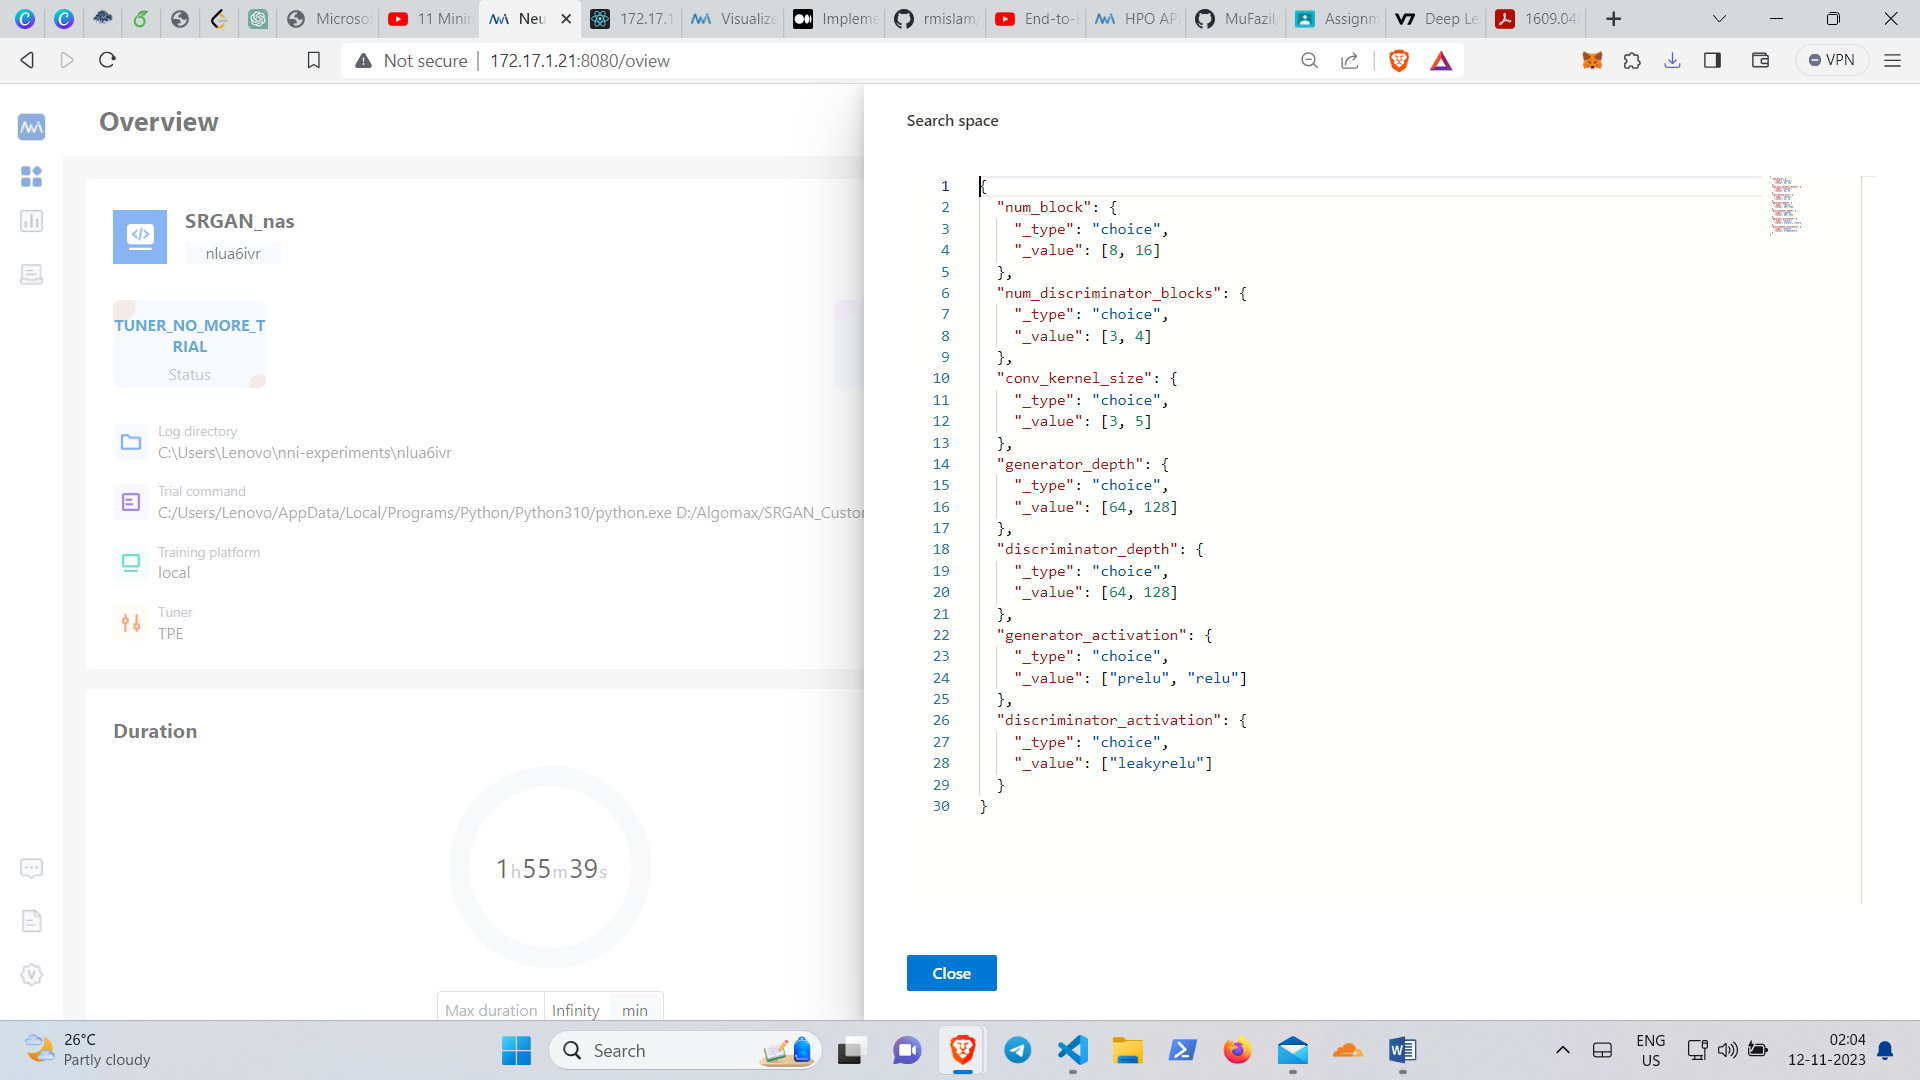 Microso
11 Minin
Neu
172.17.1
Visualize
Impleme
rmislam/
End-to-E
HPO AP
MuFazil/
Assignm
Deep Le
1609.04
Not secure
172.17.1.21:8080/oview
VPN
Overview
SRGAN_nas
nlua6ivr
TUNER_NO_MORE_T
RIAL
Status
Log directory
C:\Users\Lenovo\nni-experiments\nlua6ivr
Trial command
C:/Users/Lenovo/AppData/Local/Programs/Python/Python310/python.exe D:/Algomax/SRGAN_Custor
Training platform
local
Tuner
TPE
Duration
1h55m39s
Max duration Infinity min
Search space
1 {
2 "num_block": {
3 "_type": "choice",
4 "_value": [8, 16]
5 },
6 "num_discriminator_blocks": {
7 "_type": "choice",
8 "_value": [3, 4]
9 },
10 "conv_kernel_size": {
11 "_type": "choice",
12 "_value": [3, 5]
13 },
14 "generator_depth": {
15 "_type": "choice",
16 "_value": [64, 128]
17 },
18 "discriminator_depth": {
19 "_type": "choice",
20 "_value": [64, 128]
21 },
22 "generator_activation": {
23 "_type": "choice",
24 "_value": ["prelu", "relu"]
25 },
26 "discriminator_activation": {
27 "_type": "choice",
28 "_value": ["leakyrelu"]
29 }
30 }
Close
26°C
Partly cloudy
Search
ENG
US
02:04
12-11-2023